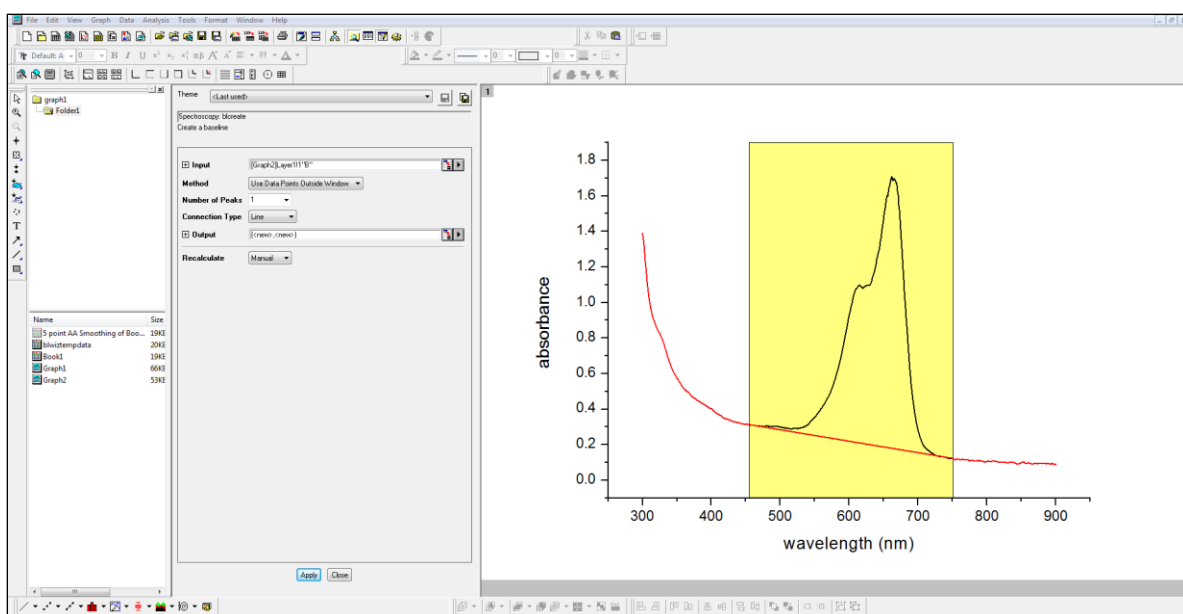 File Edit View Graph Data Analysis Tools Format Window Help
Default: A 0 B I U
0 0
graph1
Folder1
Name Size
5 point AA Smoothing of Boo... 19KB
blwiztempdata 20KB
Book1 19KB
Graph1 66KB
Graph2 53KB
Theme <Last used>
Spectroscopy: blcreate
Create a baseline
Input [Graph2]Layer1!1"B"
Method Use Data Points Outside Window
Number of Peaks 1
Connection Type Line
Output (<new>,<new>)
Recalculate Manual
Apply Close
1
1.8
1.6
1.4
1.2
1.0
0.8
0.6
0.4
0.2
0.0
absorbance
300 400 500 600 700 800 900
wavelength (nm)